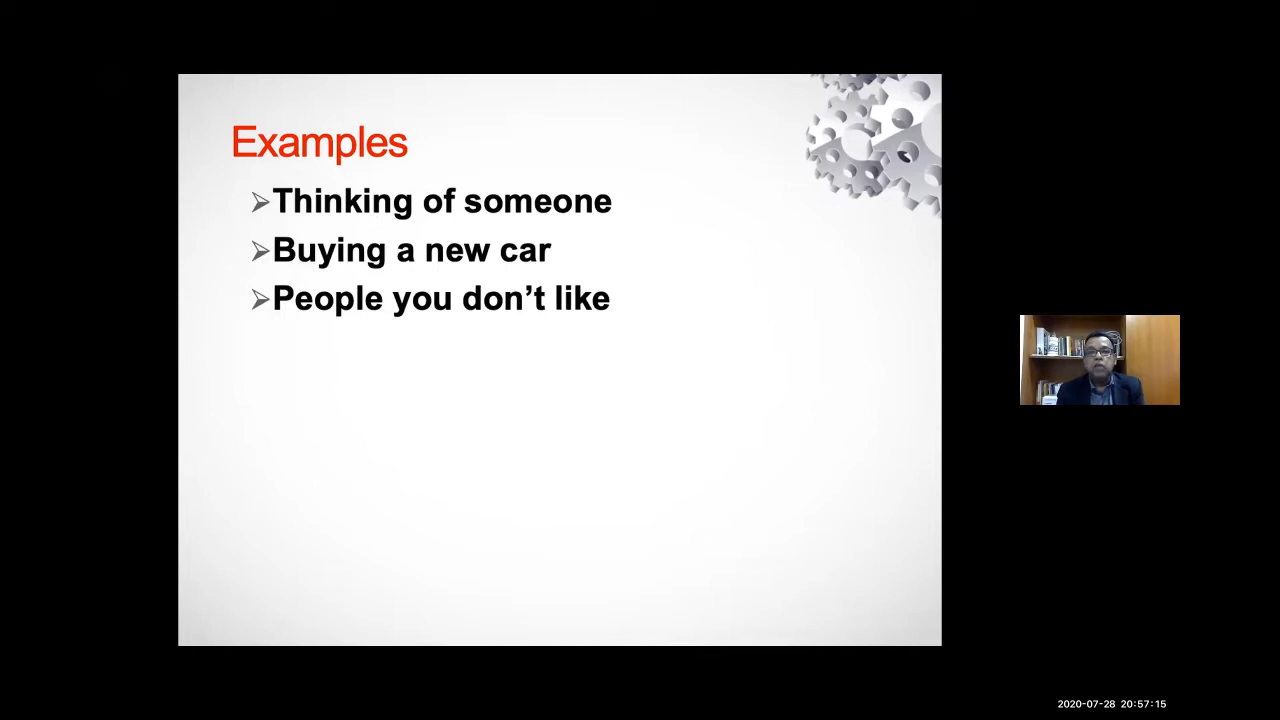 Examples
➢Thinking of someone
➢Buying a new car
➢People you don’t like
2020-07-28 20:57:15